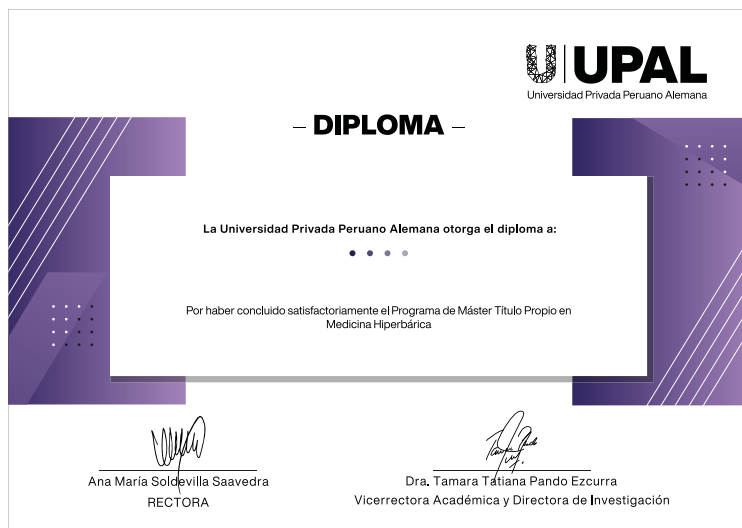 UPAL
Universidad Privada Peruano Alemana
– DIPLOMA –
La Universidad Privada Peruano Alemana otorga el diploma a:
Por haber concluido satisfactoriamente el Programa de Máster Título Propio en
Medicina Hiperbárica
Ana María Soldevilla Saavedra
RECTORA
Dra. Tamara Tatiana Pando Ezcurra
Vicerrectora Académica y Directora de Investigación